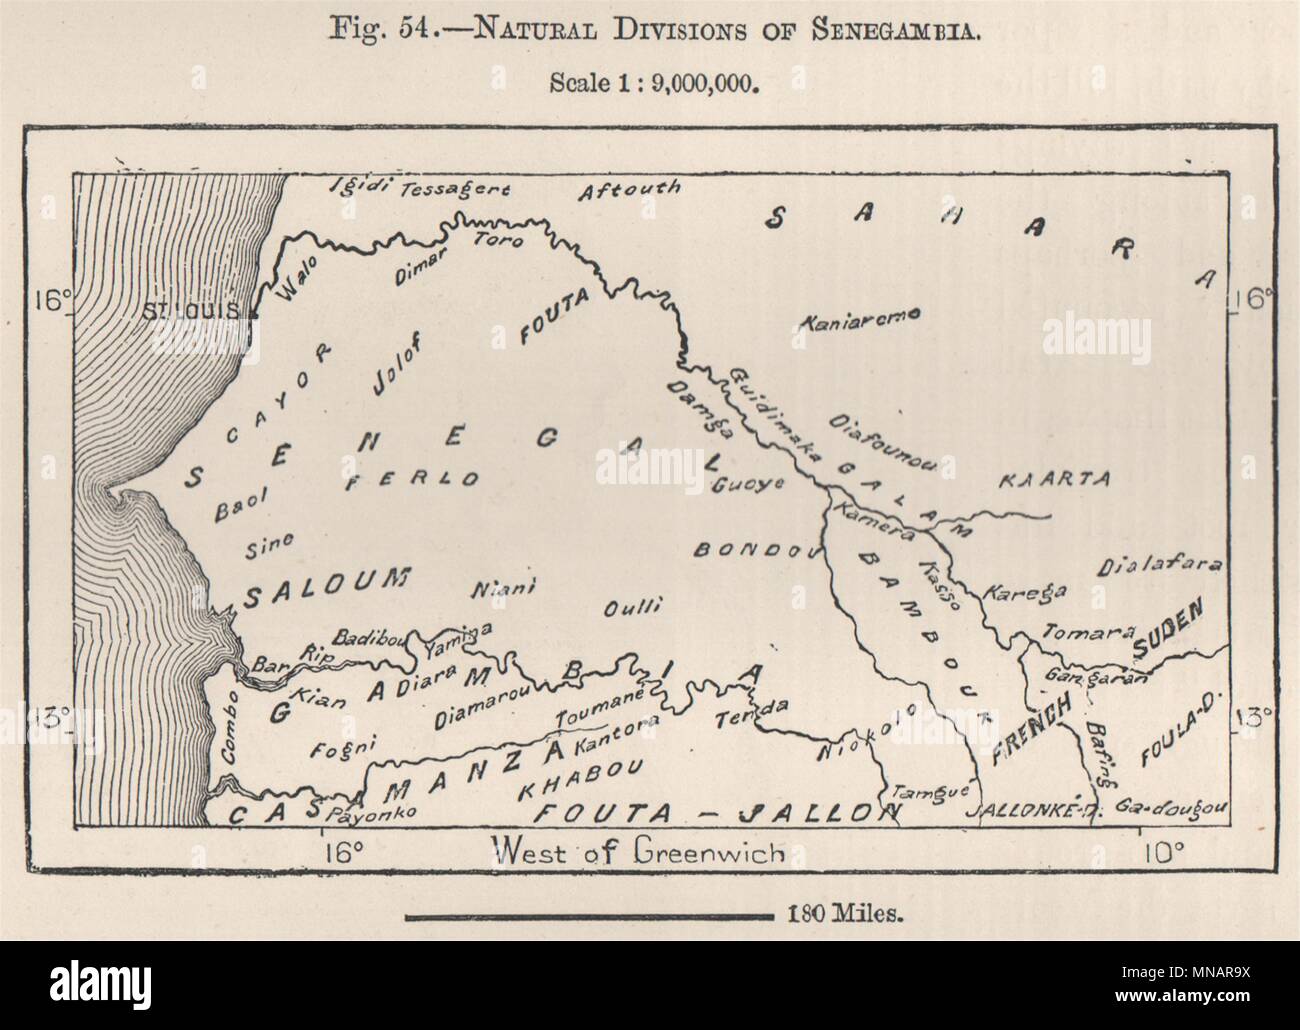 Fig. 54.—NATURAL DIVISIONS OF SENEGAMBIA.
Scale 1 : 9,000,000.
Igidi Tessagert
Aftouth
SAHARA
Toro
Walo
Dimar
16°
16°
ST LOUIS
FOUTA
Kaniareme
CAYOR
Jolof
Guidimaka
Damga
Diafounou
SENEGAL
GALAM
FERLO
Guoye
KAARTA
Baol
Kamera
Sine
BONDOU
BAMBOUK
Kasso
Dialafara
SALOUM
Niani
Oulli
Karega
Badibou
Yamina
Tomara
SUDEN
Bar
Rip
GAMBIA
Gangaran
Kian
Diara
Diamarou
Toumané
Tenda
Combo
13°
13°
Fogni
Kantora
Niokolo
FRENCH
Bafing
FOULA-D.
CASAMANZA
KHABOU
Payonko
FOUTA-JALLON
Tamgue
JALLONKÉ-D.
Ga-dougou
16°
West of Greenwich
10°
180 Miles.
alamy
Image ID: MNAR9X
www.alamy.com